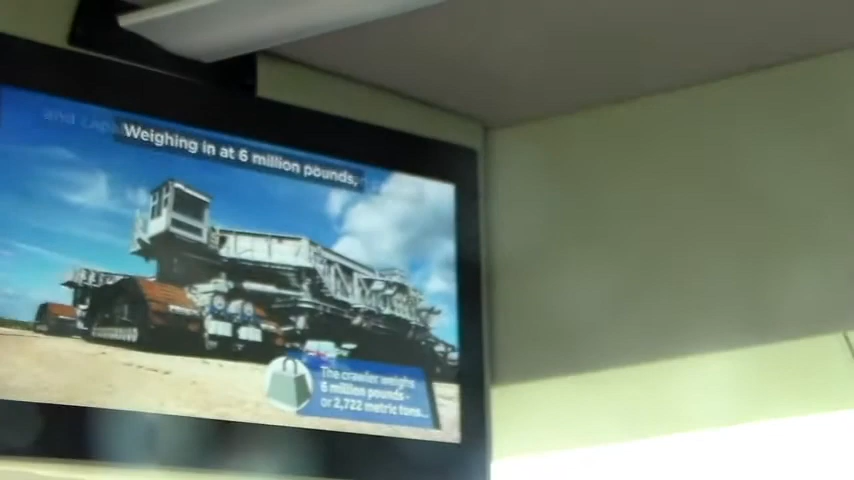 Weighing in at 6 million pounds,
The crawler weighs
6 million pounds -
or 2,722 metric tons...